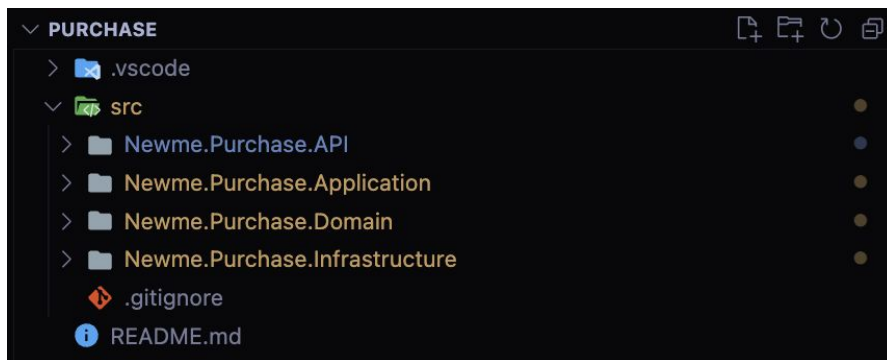 PURCHASE
.vscode
src
Newme.Purchase.API
Newme.Purchase.Application
Newme.Purchase.Domain
Newme.Purchase.Infrastructure
.gitignore
README.md